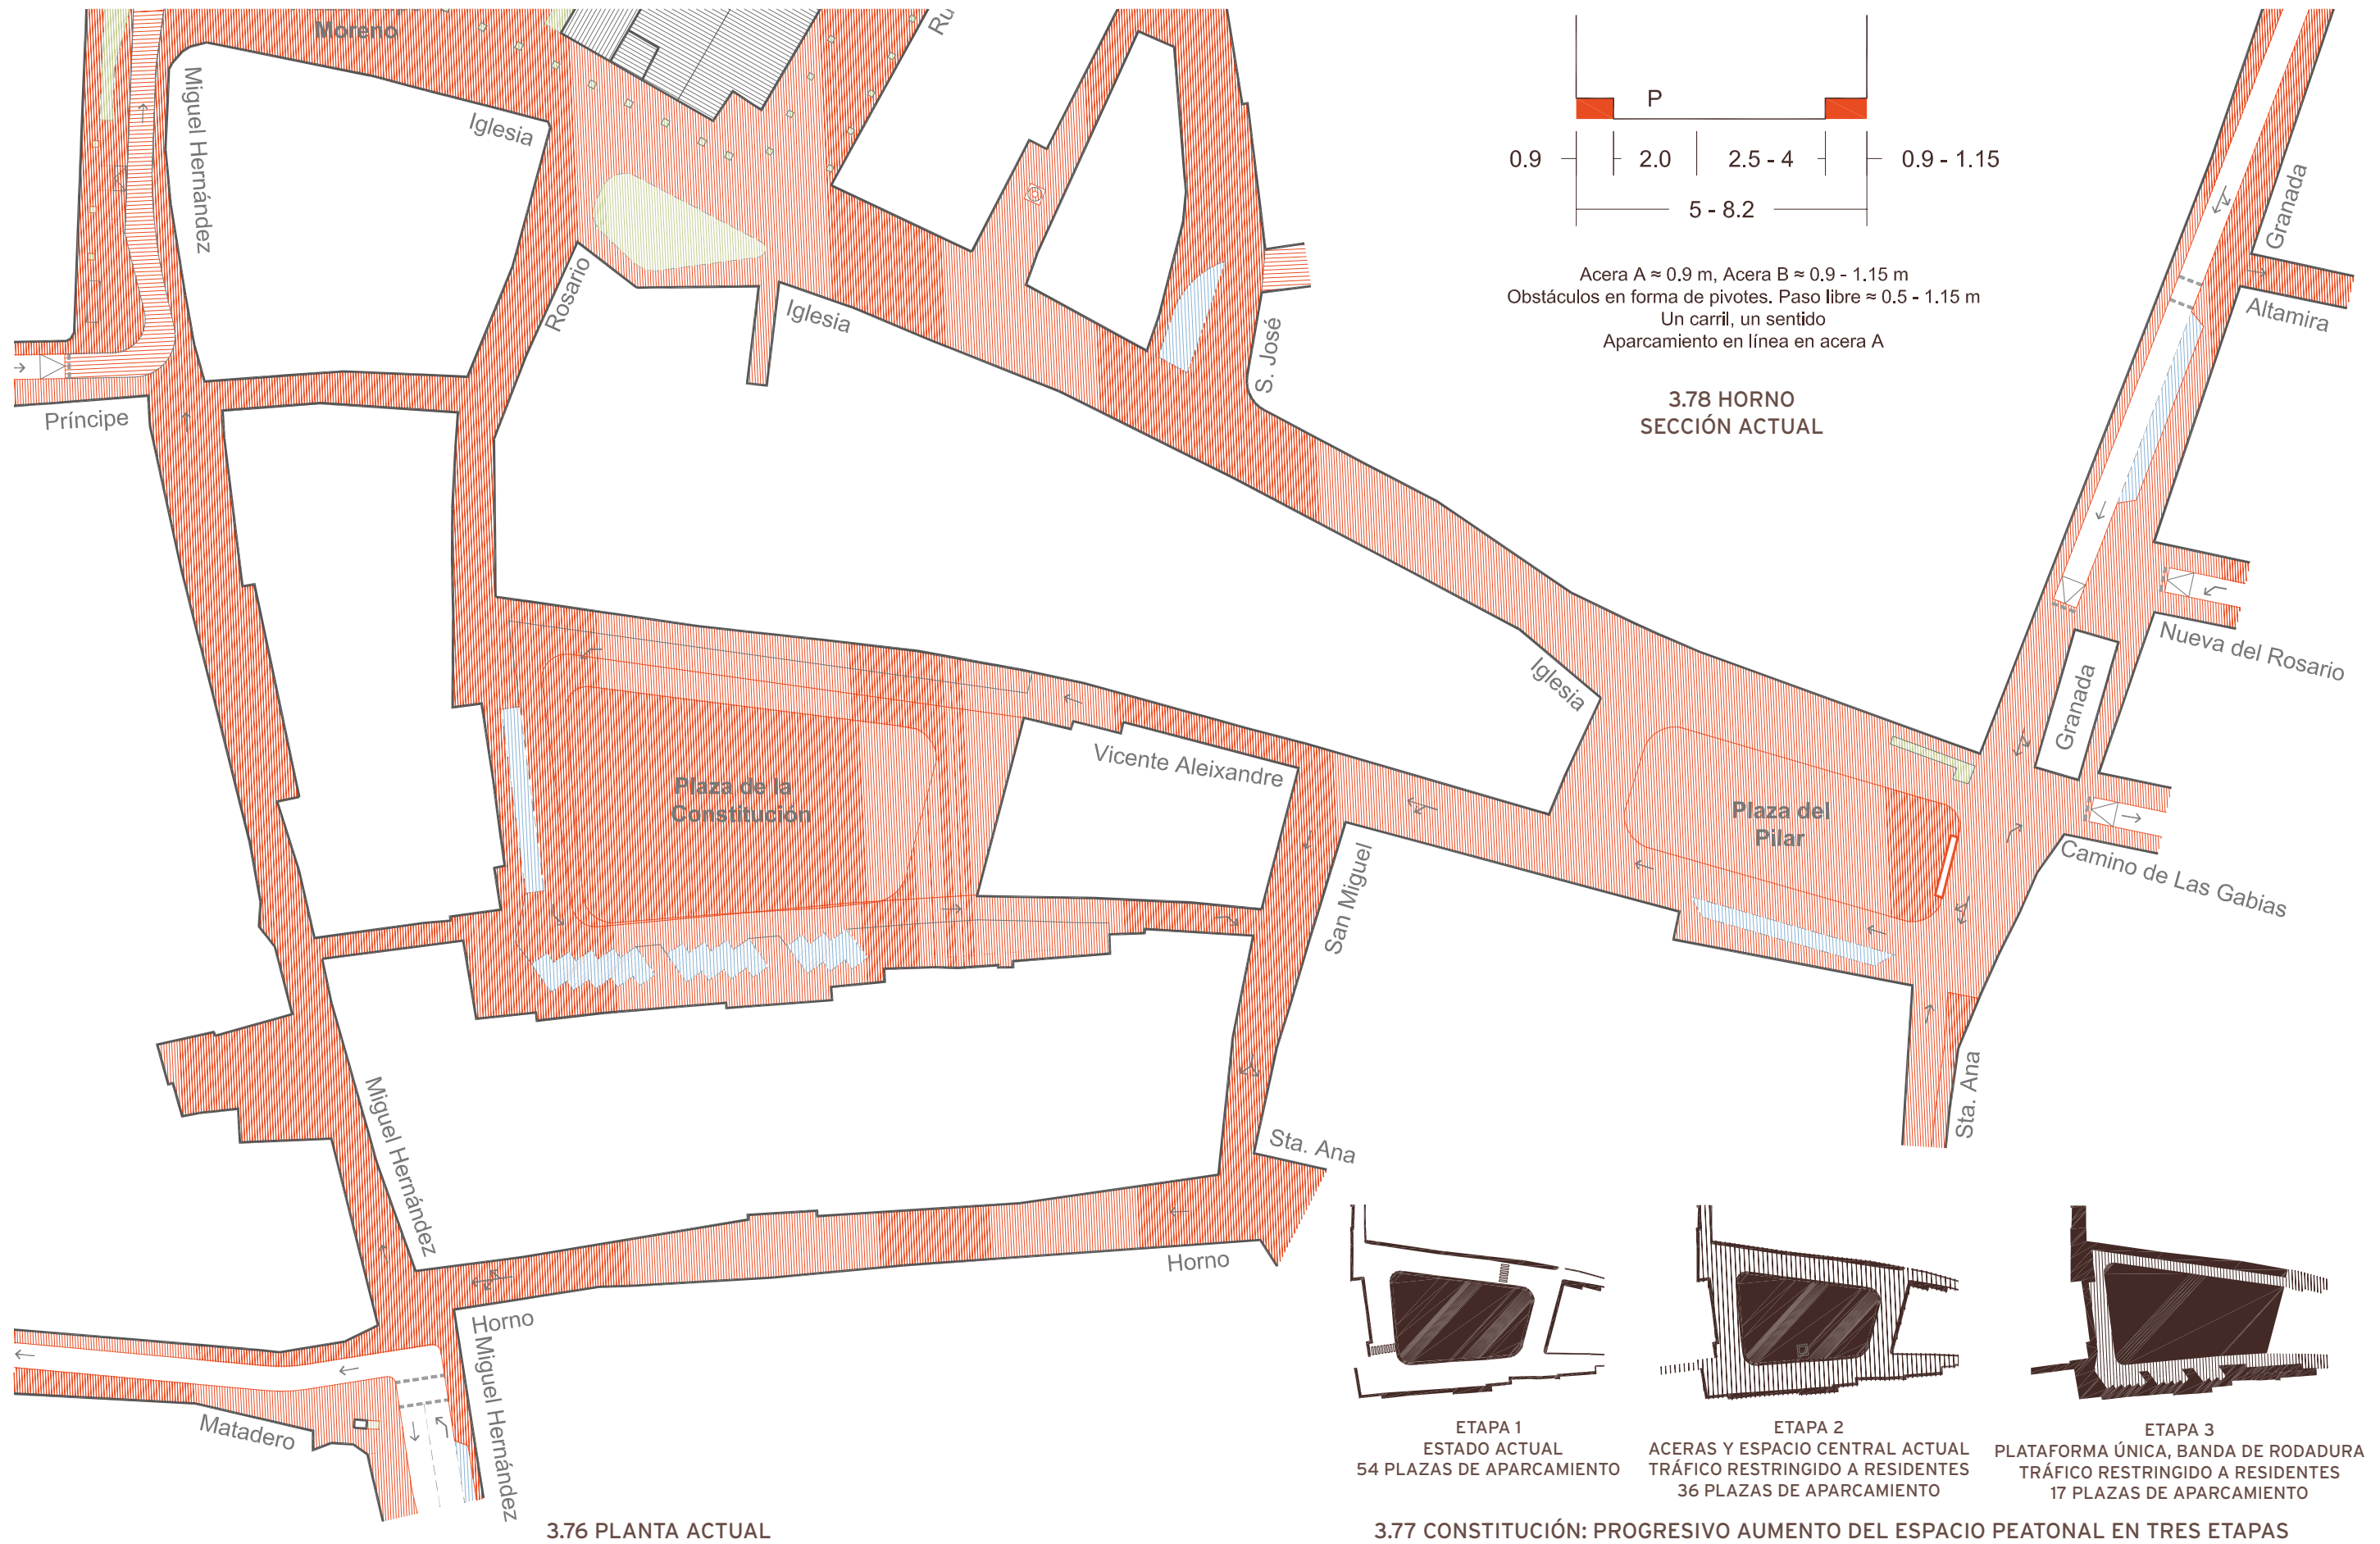 Moreno
Ru
Miguel Hernández
Iglesia
Rosario
Iglesia
S. José
Príncipe
P
0.9
2.0
2.5 - 4
0.9 - 1.15
5 - 8.2
Acera A ≈ 0.9 m, Acera B ≈ 0.9 - 1.15 m
Obstáculos en forma de pivotes. Paso libre ≈ 0.5 - 1.15 m
Un carril, un sentido
Aparcamiento en línea en acera A
3.78 HORNO
SECCIÓN ACTUAL
Granada
Altamira
Nueva del Rosario
Granada
Iglesia
Vicente Aleixandre
Plaza de la
Constitución
Plaza del
Pilar
Camino de Las Gabias
San Miguel
Sta. Ana
Sta. Ana
Miguel Hernández
Horno
Horno
Miguel Hernández
Matadero
ETAPA 1
ESTADO ACTUAL
54 PLAZAS DE APARCAMIENTO
ETAPA 2
ACERAS Y ESPACIO CENTRAL ACTUAL
TRÁFICO RESTRINGIDO A RESIDENTES
36 PLAZAS DE APARCAMIENTO
ETAPA 3
PLATAFORMA ÚNICA, BANDA DE RODADURA
TRÁFICO RESTRINGIDO A RESIDENTES
17 PLAZAS DE APARCAMIENTO
3.76 PLANTA ACTUAL
3.77 CONSTITUCIÓN: PROGRESIVO AUMENTO DEL ESPACIO PEATONAL EN TRES ETAPAS